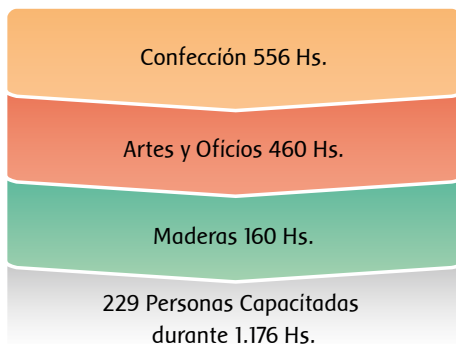 Confección 556 Hs.
Artes y Oficios 460 Hs.
Maderas 160 Hs.
229 Personas Capacitadas
durante 1.176 Hs.